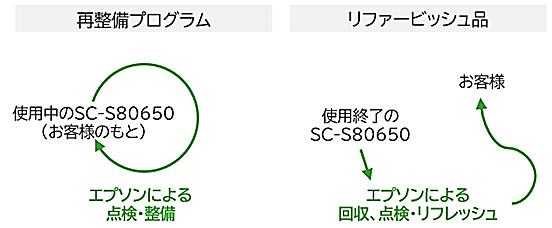 再整備プログラム
使用中のSC-S80650
（お客様のもと）
エプソンによる
点検・整備
リファービッシュ品
お客様
使用終了の
SC-S80650
エプソンによる
回収、点検・リフレッシュ